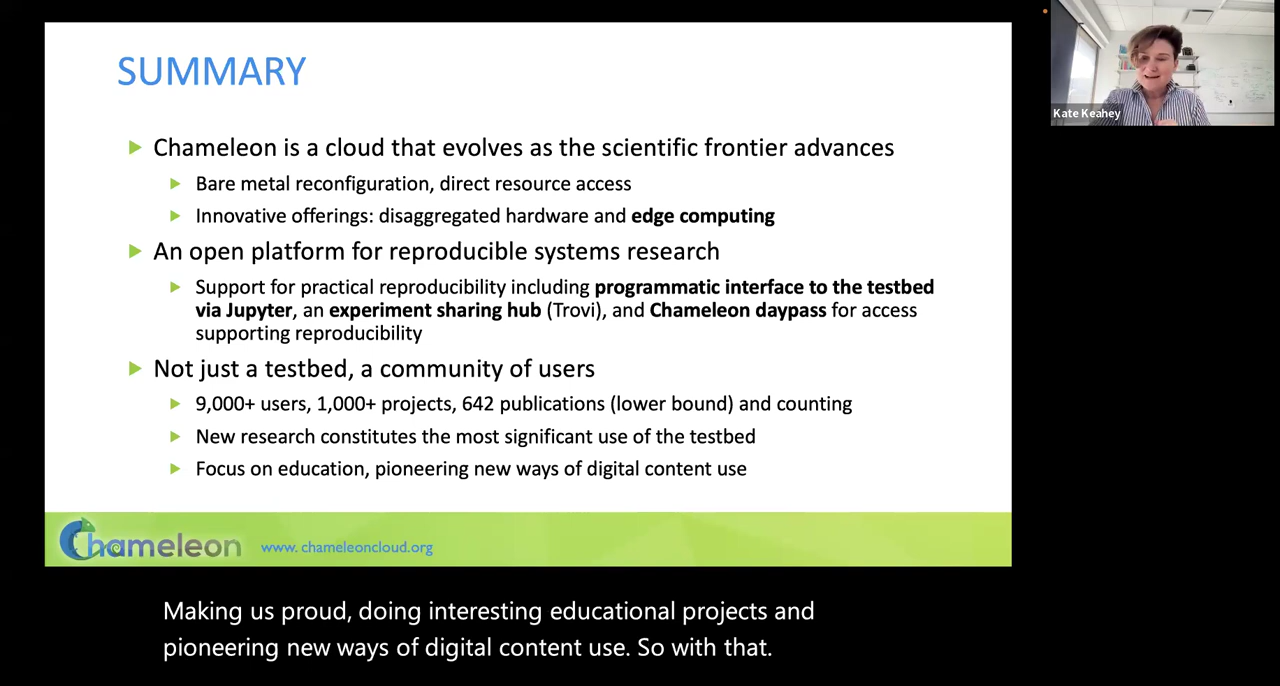 SUMMARY
Kate Keahey
Chameleon is a cloud that evolves as the scientific frontier advances
Bare metal reconfiguration, direct resource access
Innovative offerings: disaggregated hardware and edge computing
An open platform for reproducible systems research
Support for practical reproducibility including programmatic interface to the testbed
via Jupyter, an experiment sharing hub (Trovi), and Chameleon daypass for access
supporting reproducibility
Not just a testbed, a community of users
9,000+ users, 1,000+ projects, 642 publications (lower bound) and counting
New research constitutes the most significant use of the testbed
Focus on education, pioneering new ways of digital content use
Chameleon www. chameleoncloud.org
Making us proud, doing interesting educational projects and
pioneering new ways of digital content use. So with that.